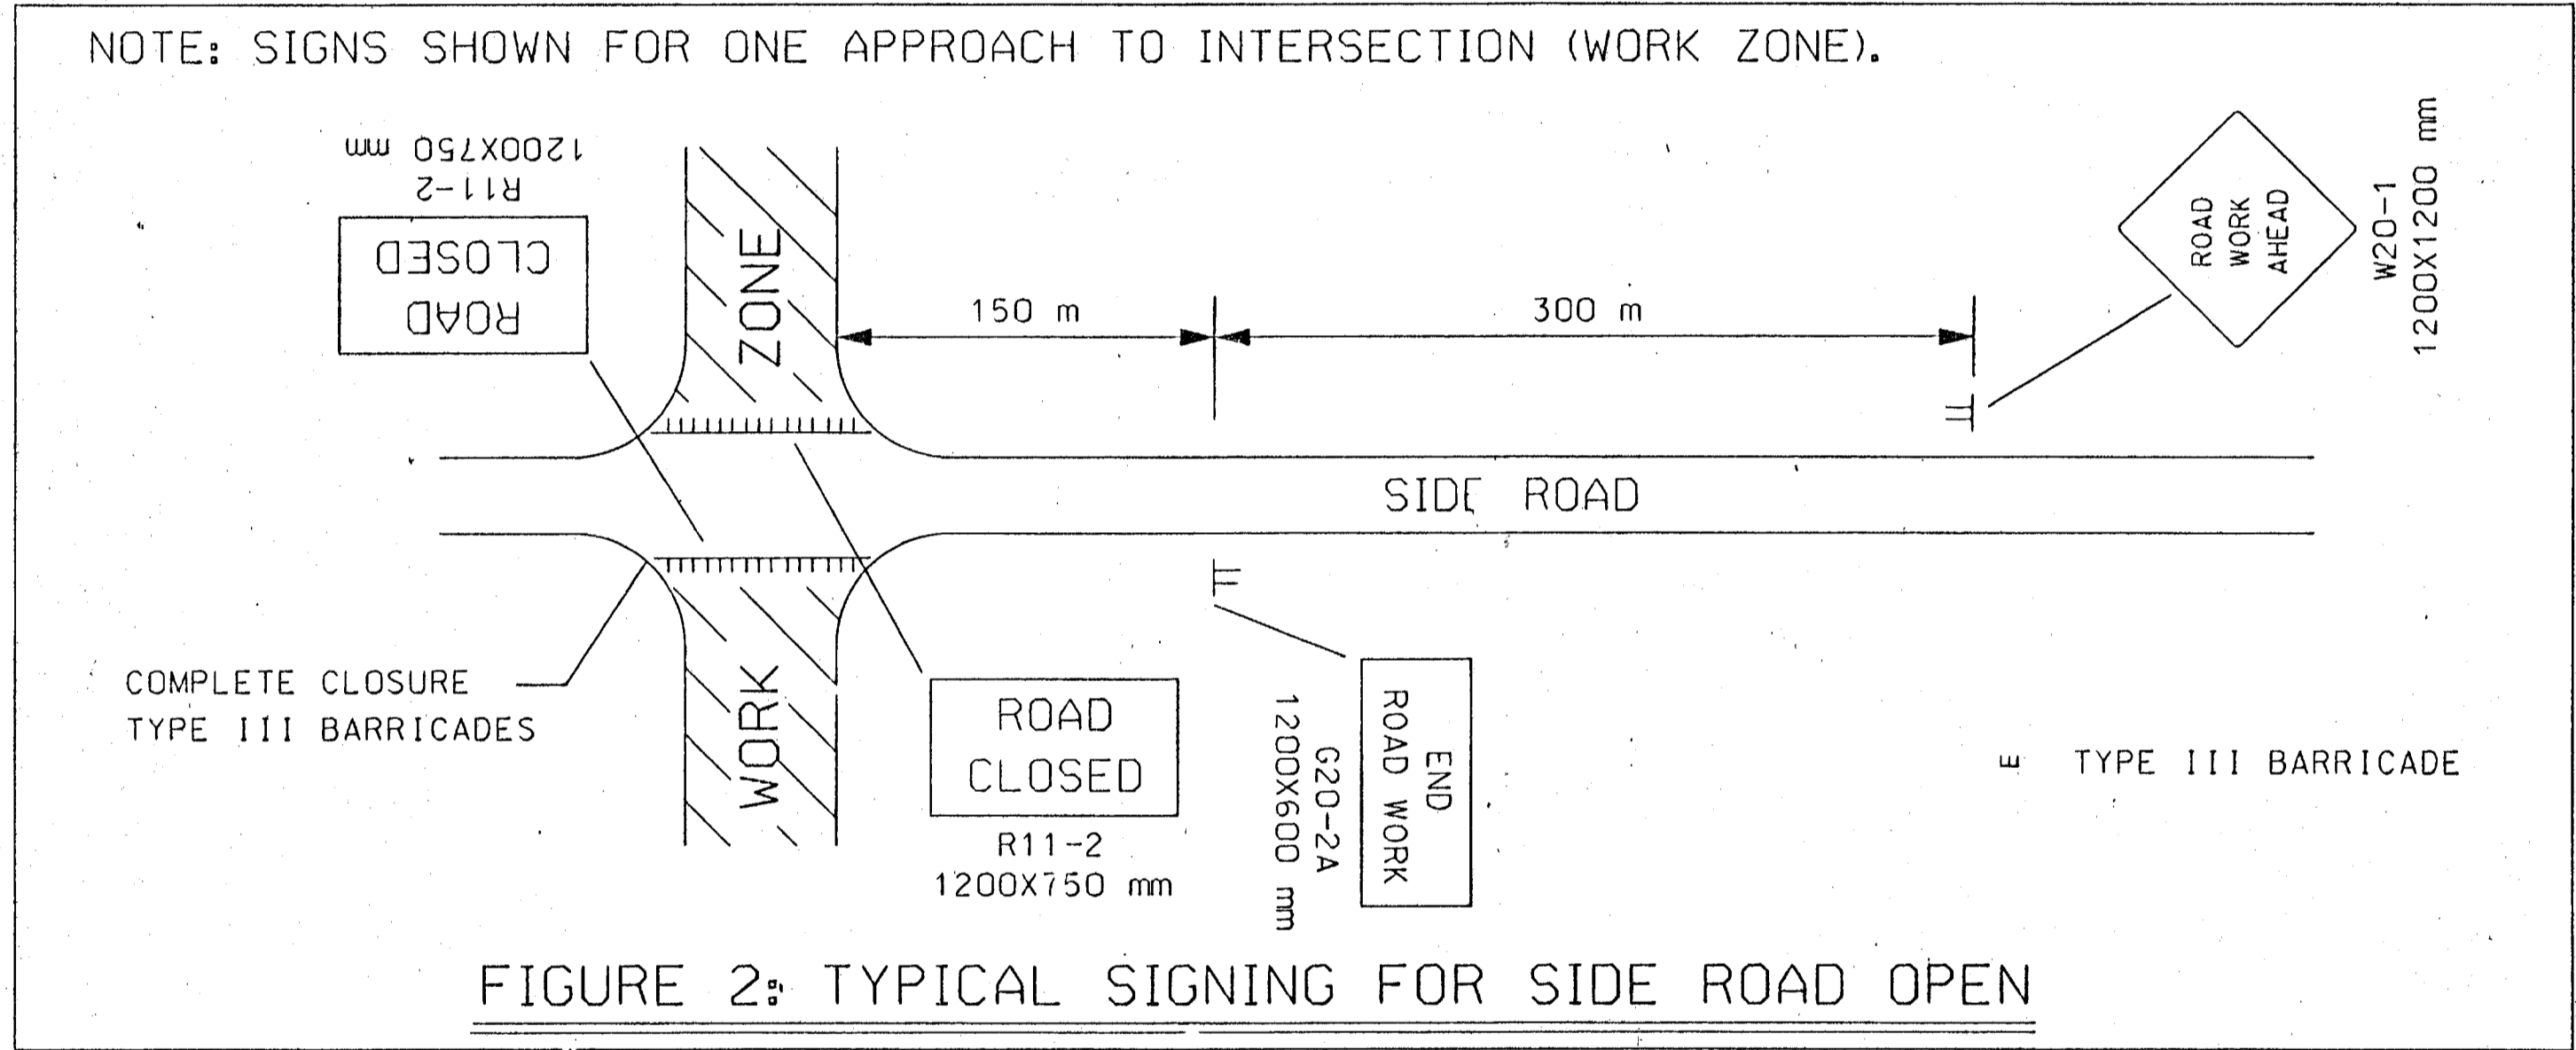 NOTE: SIGNS SHOWN FOR ONE APPROACH TO INTERSECTION (WORK ZONE).
1200X750 mm
R11-2
ROAD
CLOSED
ZONE
150 m
300 m
ROAD
WORK
AHEAD
W20-1
1200X1200 mm
SIDE ROAD
COMPLETE CLOSURE
TYPE III BARRICADES
WORK
ROAD
CLOSED
R11-2
1200X750 mm
END
ROAD WORK
G20-2A
1200X600 mm
E TYPE III BARRICADE
FIGURE 2: TYPICAL SIGNING FOR SIDE ROAD OPEN